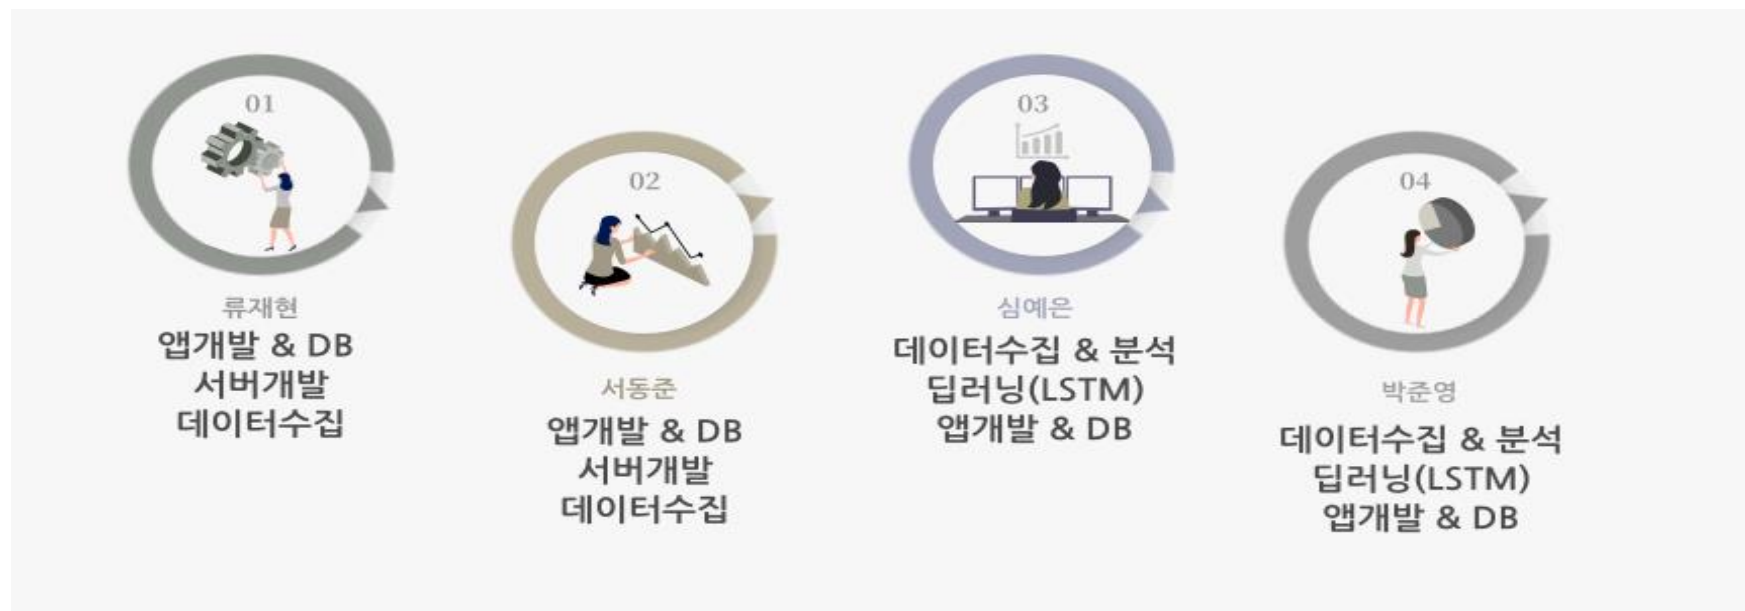 01
류재현
앱개발 & DB
서버개발
데이터수집
02
서동준
앱개발 & DB
서버개발
데이터수집
03
심예은
데이터수집 & 분석
딥러닝(LSTM)
앱개발 & DB
04
박준영
데이터수집 & 분석
딥러닝(LSTM)
앱개발 & DB